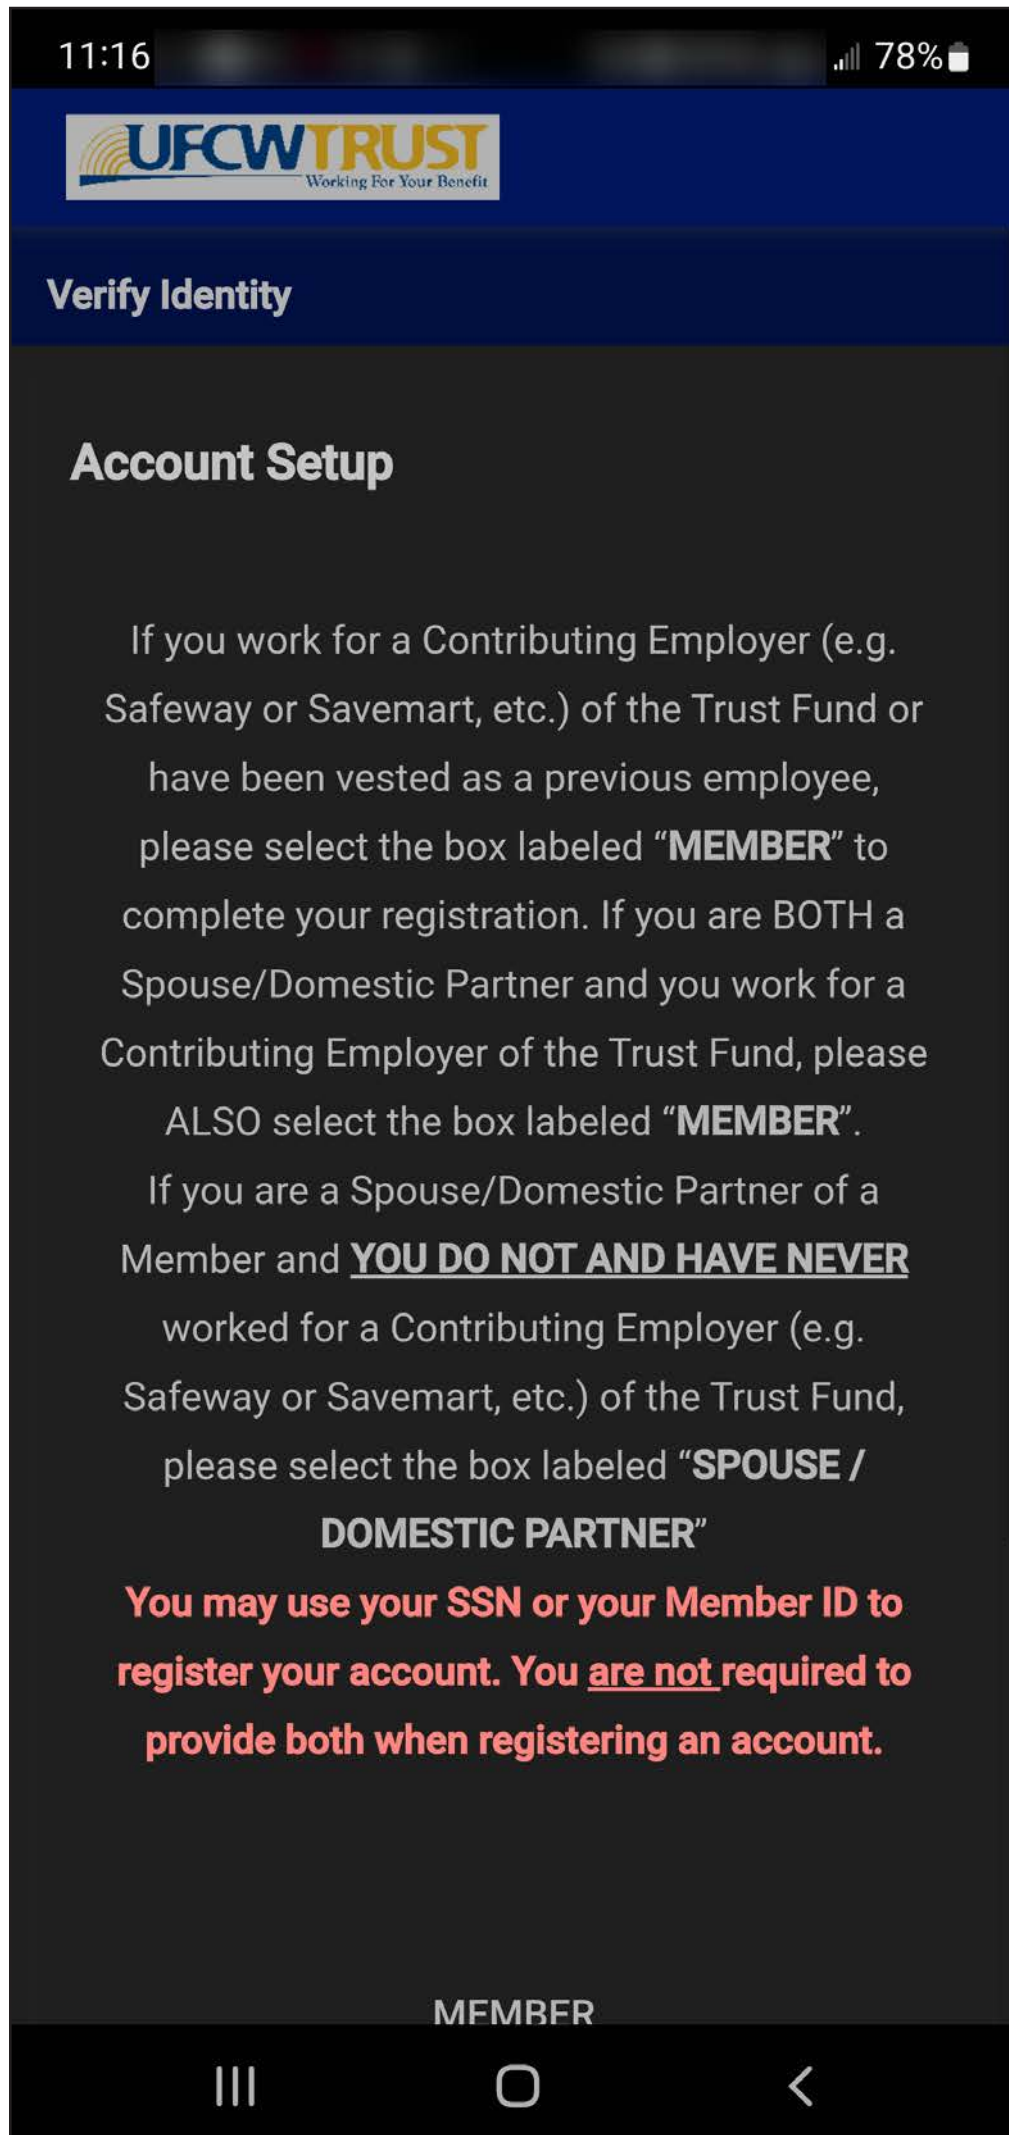 11:16 78%
UFCWTRUST
Working For Your Benefit
Verify Identity
Account Setup
If you work for a Contributing Employer (e.g.
Safeway or Savemart, etc.) of the Trust Fund or
have been vested as a previous employee,
please select the box labeled “MEMBER” to
complete your registration. If you are BOTH a
Spouse/Domestic Partner and you work for a
Contributing Employer of the Trust Fund, please
ALSO select the box labeled “MEMBER”.
If you are a Spouse/Domestic Partner of a
Member and YOU DO NOT AND HAVE NEVER
worked for a Contributing Employer (e.g.
Safeway or Savemart, etc.) of the Trust Fund,
please select the box labeled “SPOUSE /
DOMESTIC PARTNER”
You may use your SSN or your Member ID to
register your account. You are not required to
provide both when registering an account.
MEMBER